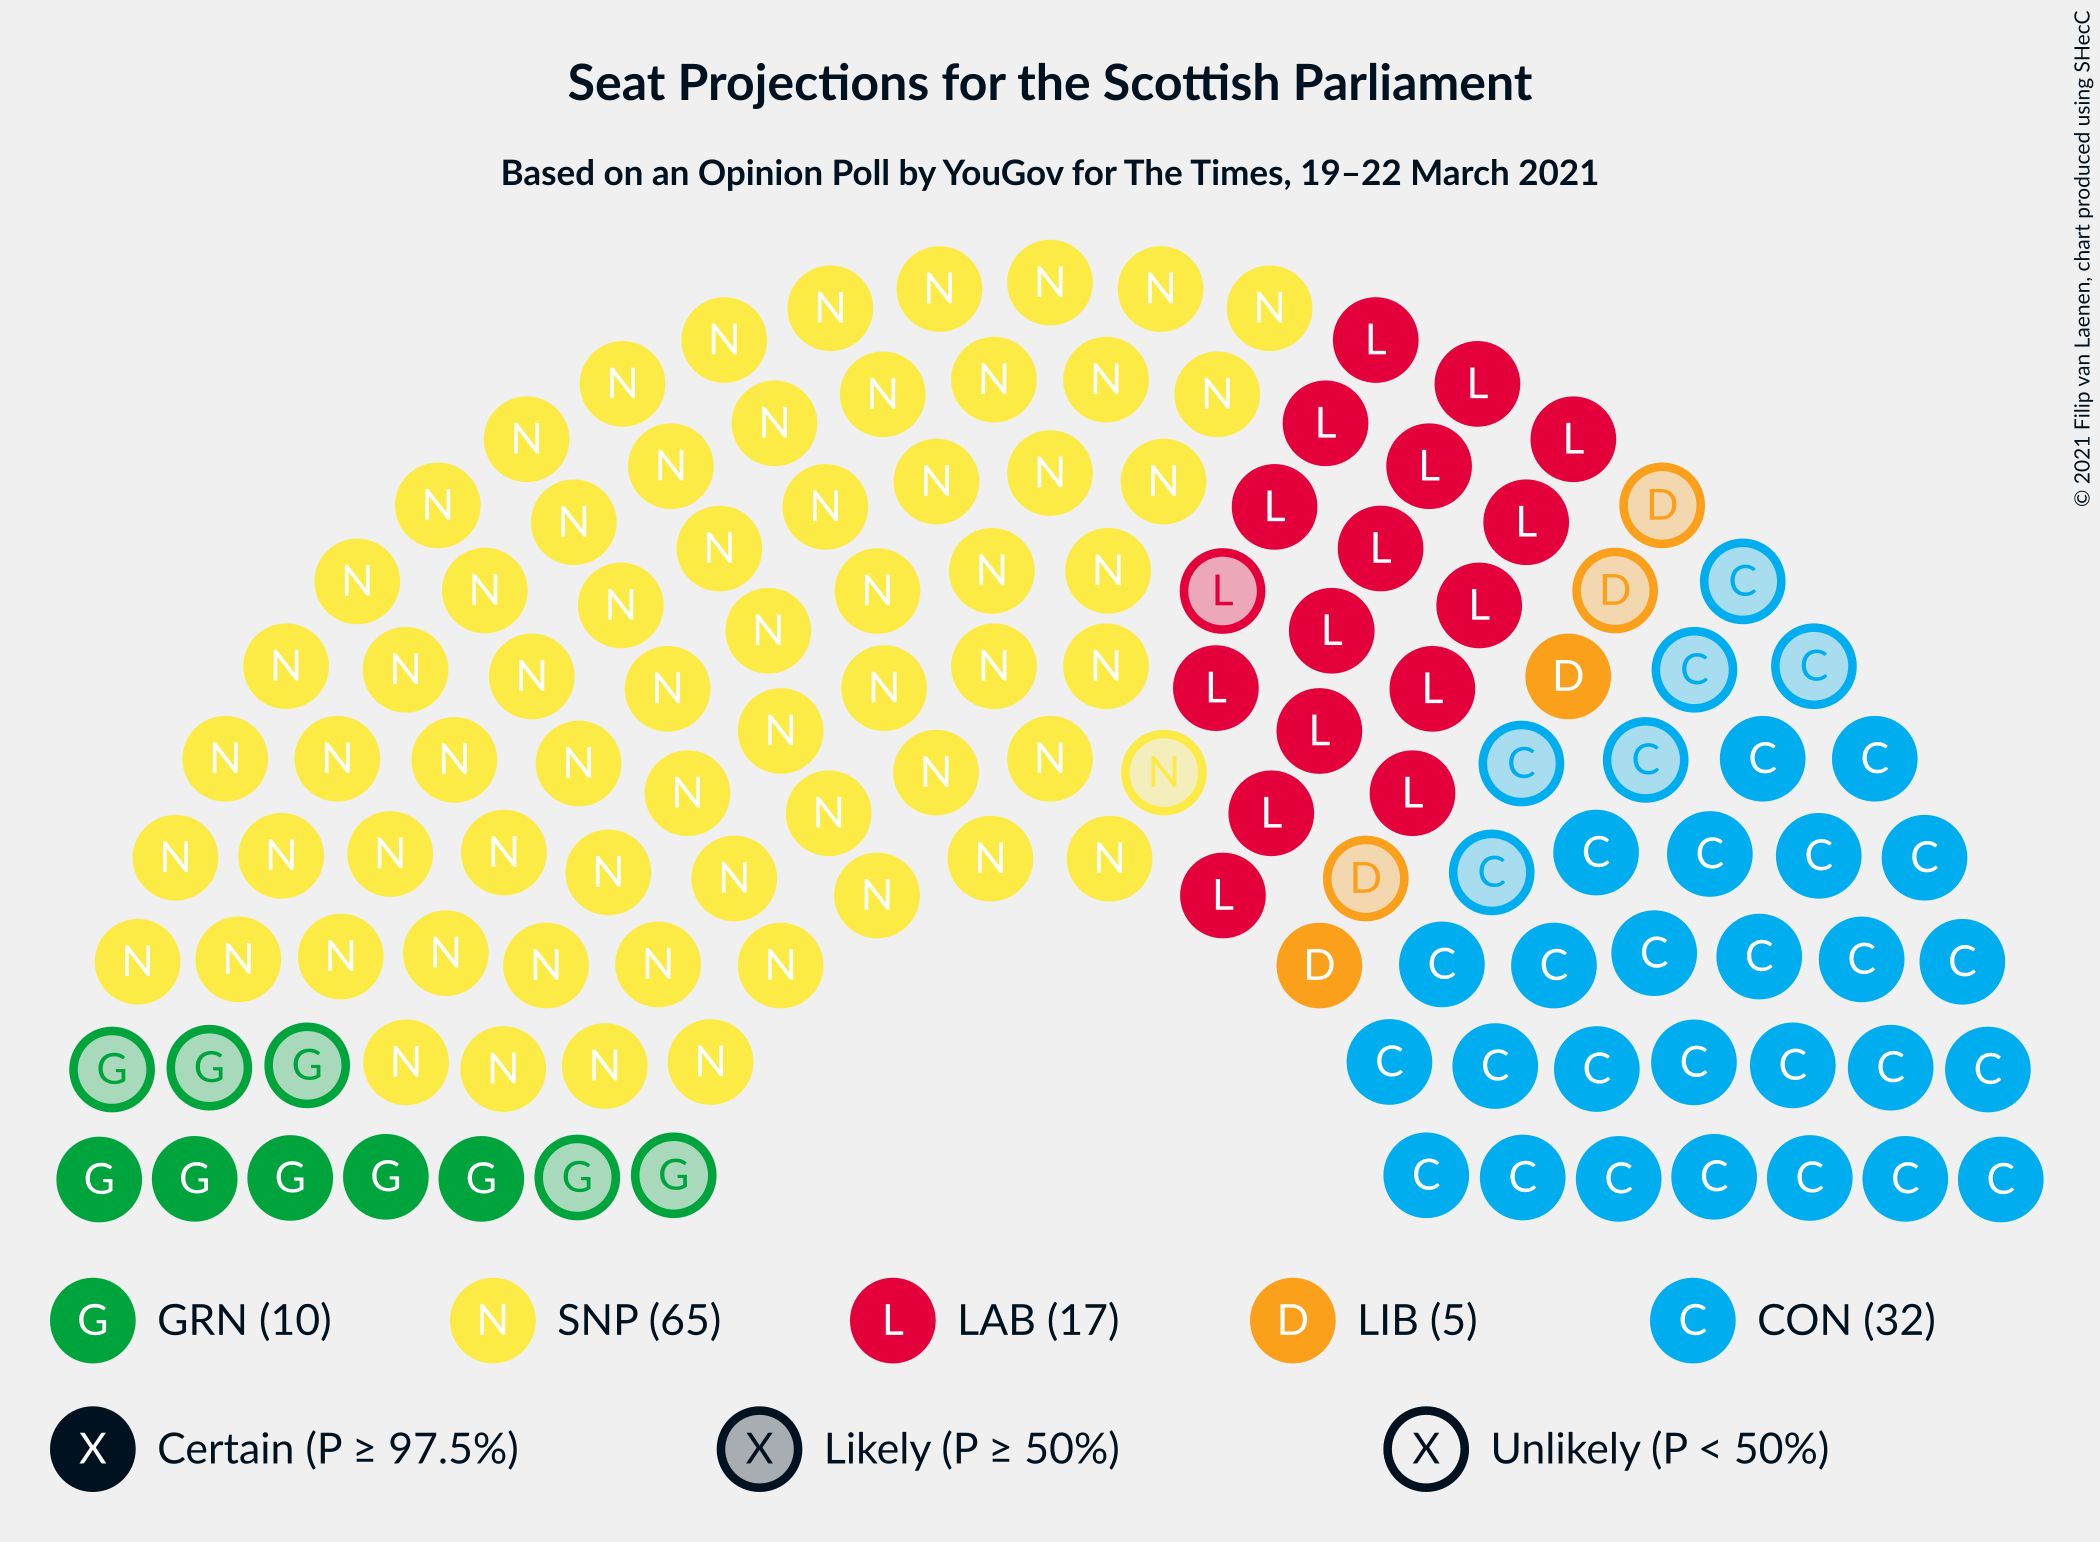 Seat Projections for the Scottish Parliament
Based on an Opinion Poll by YouGov for The Times, 19–22 March 2021
© 2021 Filip van Laenen, chart produced using SHecC
N N N N N
N N L
N N N N N L
N N L L
N N N N N L L
N N L D
N N N N L L
N N N L L D C
N N N L L
N N N N N N L L D C C
N N N N N N L L C C C C
N N N N N N N D L L C C C C
N N N N N N N N N L D C C C C C
N N N N N N N D C C C C C C
G G G N N N N C C C C C C C
G G G G G G G C C C C C C C
G GRN (10) N SNP (65) L LAB (17) D LIB (5) C CON (32)
X Certain (P ≥ 97.5%) X Likely (P ≥ 50%) X Unlikely (P < 50%)